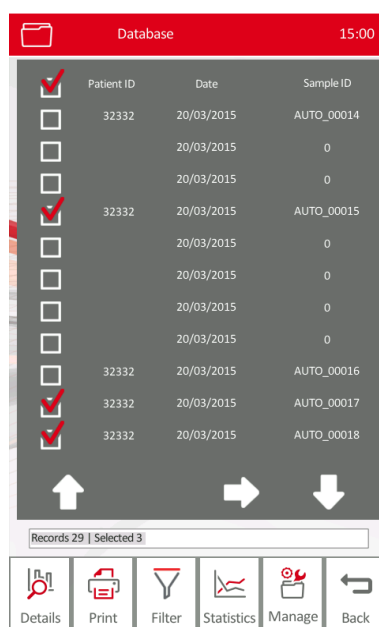 Database 15:00
Patient ID Date Sample ID
32332 20/03/2015 AUTO_00014
20/03/2015 0
20/03/2015 0
32332 20/03/2015 AUTO_00015
20/03/2015 0
20/03/2015 0
20/03/2015 0
20/03/2015 0
32332 20/03/2015 AUTO_00016
32332 20/03/2015 AUTO_00017
32332 20/03/2015 AUTO_00018
Records 29 | Selected 3
Details Print Filter Statistics Manage Back